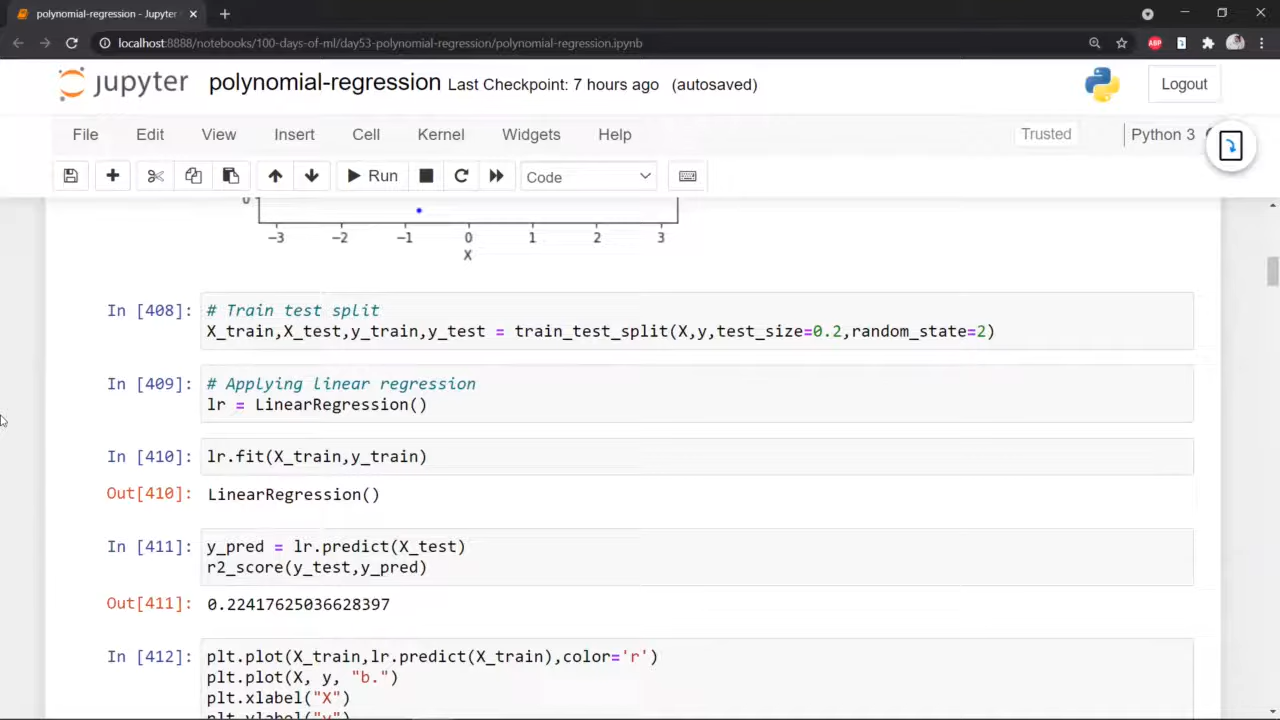 polynomial-regression - Jupyter
localhost:8888/notebooks/100-days-of-ml/day53-polynomial-regression/polynomial-regression.ipynb
ABP
jupyter polynomial-regression Last Checkpoint: 7 hours ago (autosaved)
Logout
File Edit View Insert Cell Kernel Widgets Help
Trusted
Python 3
Run
Code
0
−3 −2 −1 0 1 2 3
X
In [408]: # Train test split
X_train,X_test,y_train,y_test = train_test_split(X,y,test_size=0.2,random_state=2)
In [409]: # Applying linear regression
lr = LinearRegression()
In [410]: lr.fit(X_train,y_train)
Out[410]: LinearRegression()
In [411]: y_pred = lr.predict(X_test)
r2_score(y_test,y_pred)
Out[411]: 0.22417625036628397
In [412]: plt.plot(X_train,lr.predict(X_train),color='r')
plt.plot(X, y, "b.")
plt.xlabel("X")
plt.ylabel("y")